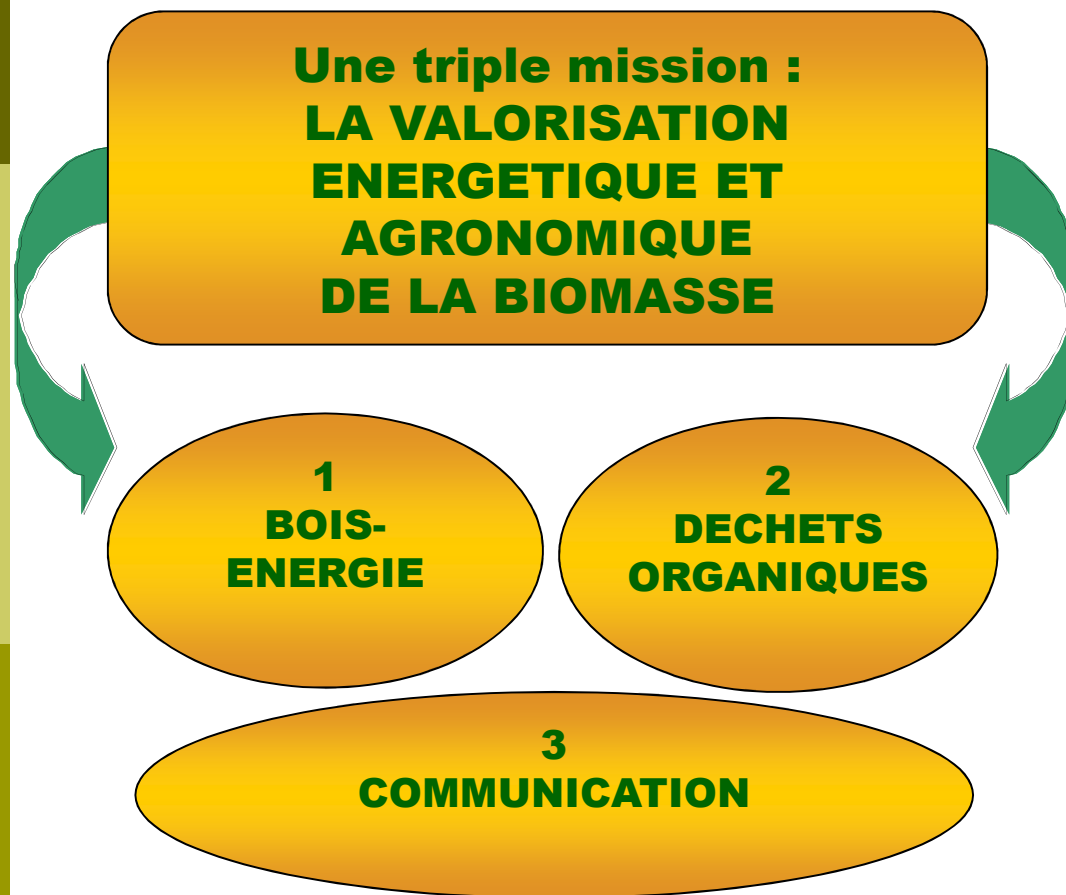 Une triple mission :
LA VALORISATION
ENERGETIQUE ET
AGRONOMIQUE
DE LA BIOMASSE
1
BOIS-
ENERGIE
2
DECHETS
ORGANIQUES
3
COMMUNICATION